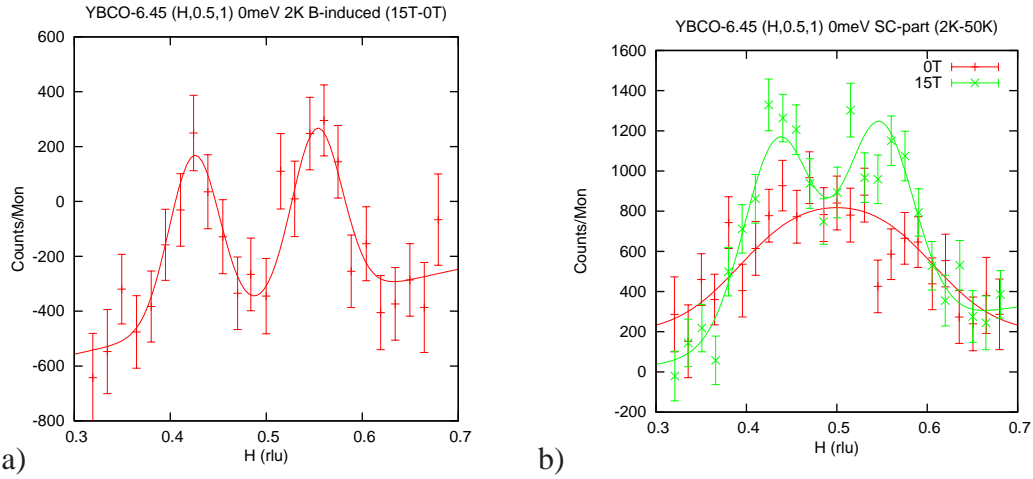 YBCO-6.45 (H,0.5,1) 0meV 2K B-induced (15T-0T)
600
400
200
0
-200
-400
-600
-800
Counts/Mon
0.3 0.4 0.5 0.6 0.7
H (rlu)
a)
YBCO-6.45 (H,0.5,1) 0meV SC-part (2K-50K)
1600
1400
1200
1000
800
600
400
200
0
-200
Counts/Mon
0T
15T
0.3 0.4 0.5 0.6 0.7
H (rlu)
b)